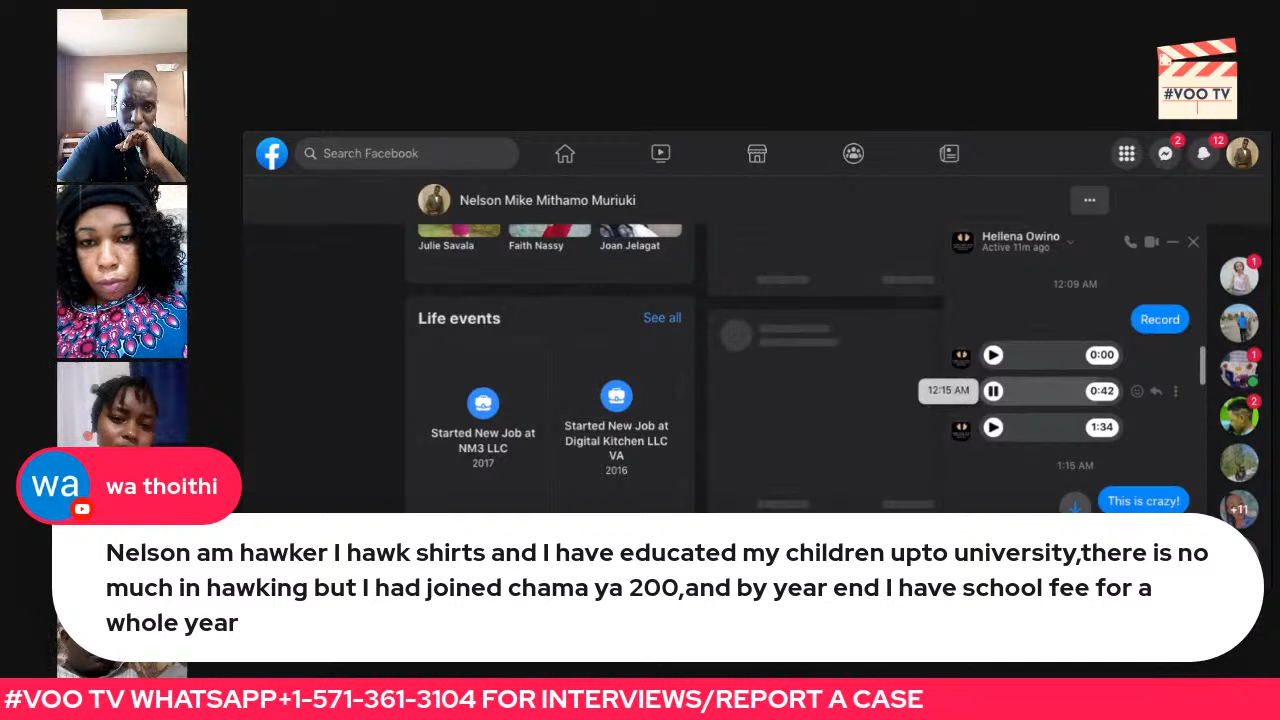 #VOO TV
Search Facebook
2
12
Nelson Mike Mithamo Muriuki
Julie Savala
Faith Nassy
Joan Jelagat
Hellena Owino
Active 11m ago
12:09 AM
Record
0:00
12:15 AM
0:42
1:34
1:15 AM
This is crazy!
1
1
2
+11
Life events
See all
Started New Job at
NM3 LLC
2017
Started New Job at
Digital Kitchen LLC
VA
2016
wa
wa thoithi
Nelson am hawker I hawk shirts and I have educated my children upto university,there is no
much in hawking but I had joined chama ya 200,and by year end I have school fee for a
whole year
#VOO TV WHATSAPP+1-571-361-3104 FOR INTERVIEWS/REPORT A CASE